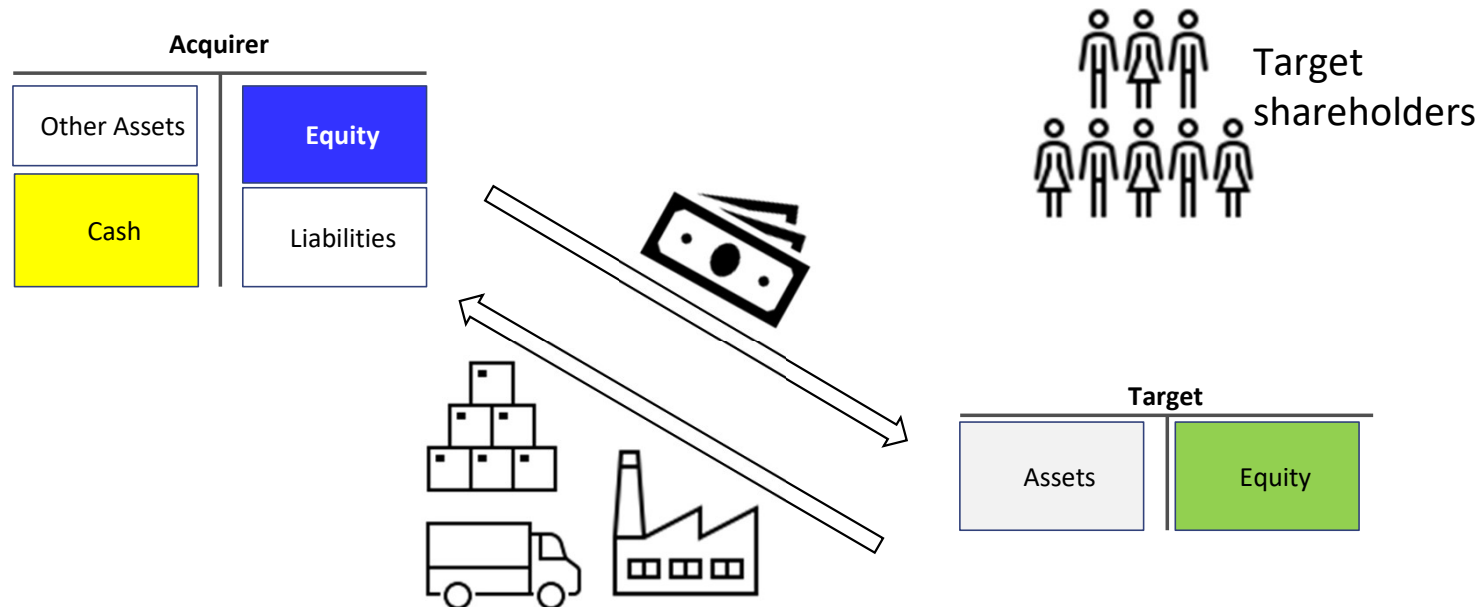 Acquirer
Other Assets
Equity
Cash
Liabilities
Target
shareholders
Target
Assets
Equity